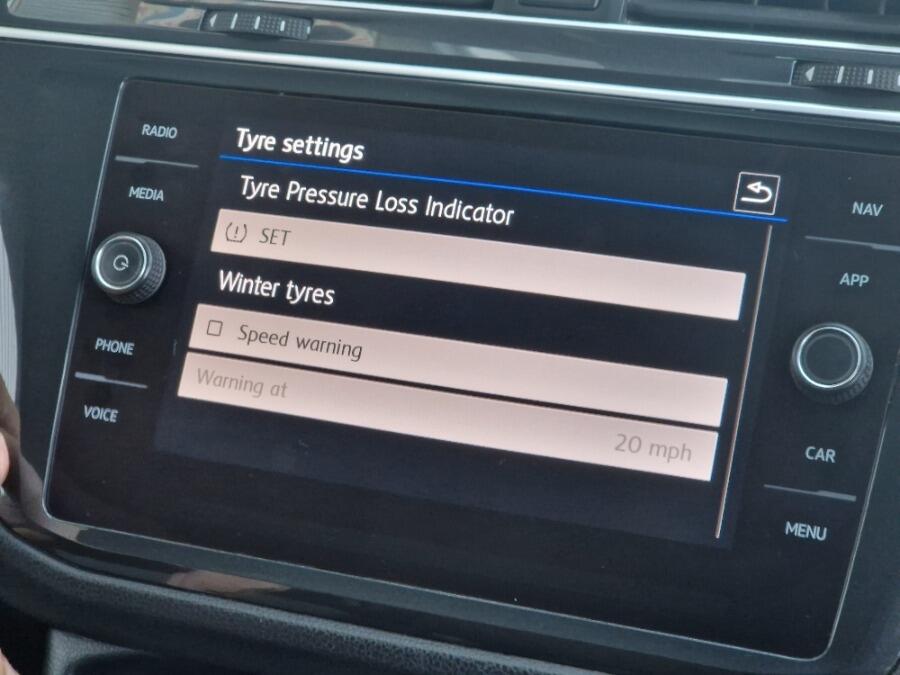 RADIO
MEDIA
PHONE
VOICE
Tyre settings
Tyre Pressure Loss Indicator
SET
Winter tyres
Speed warning
Warning at
20 mph
NAV
APP
CAR
MENU